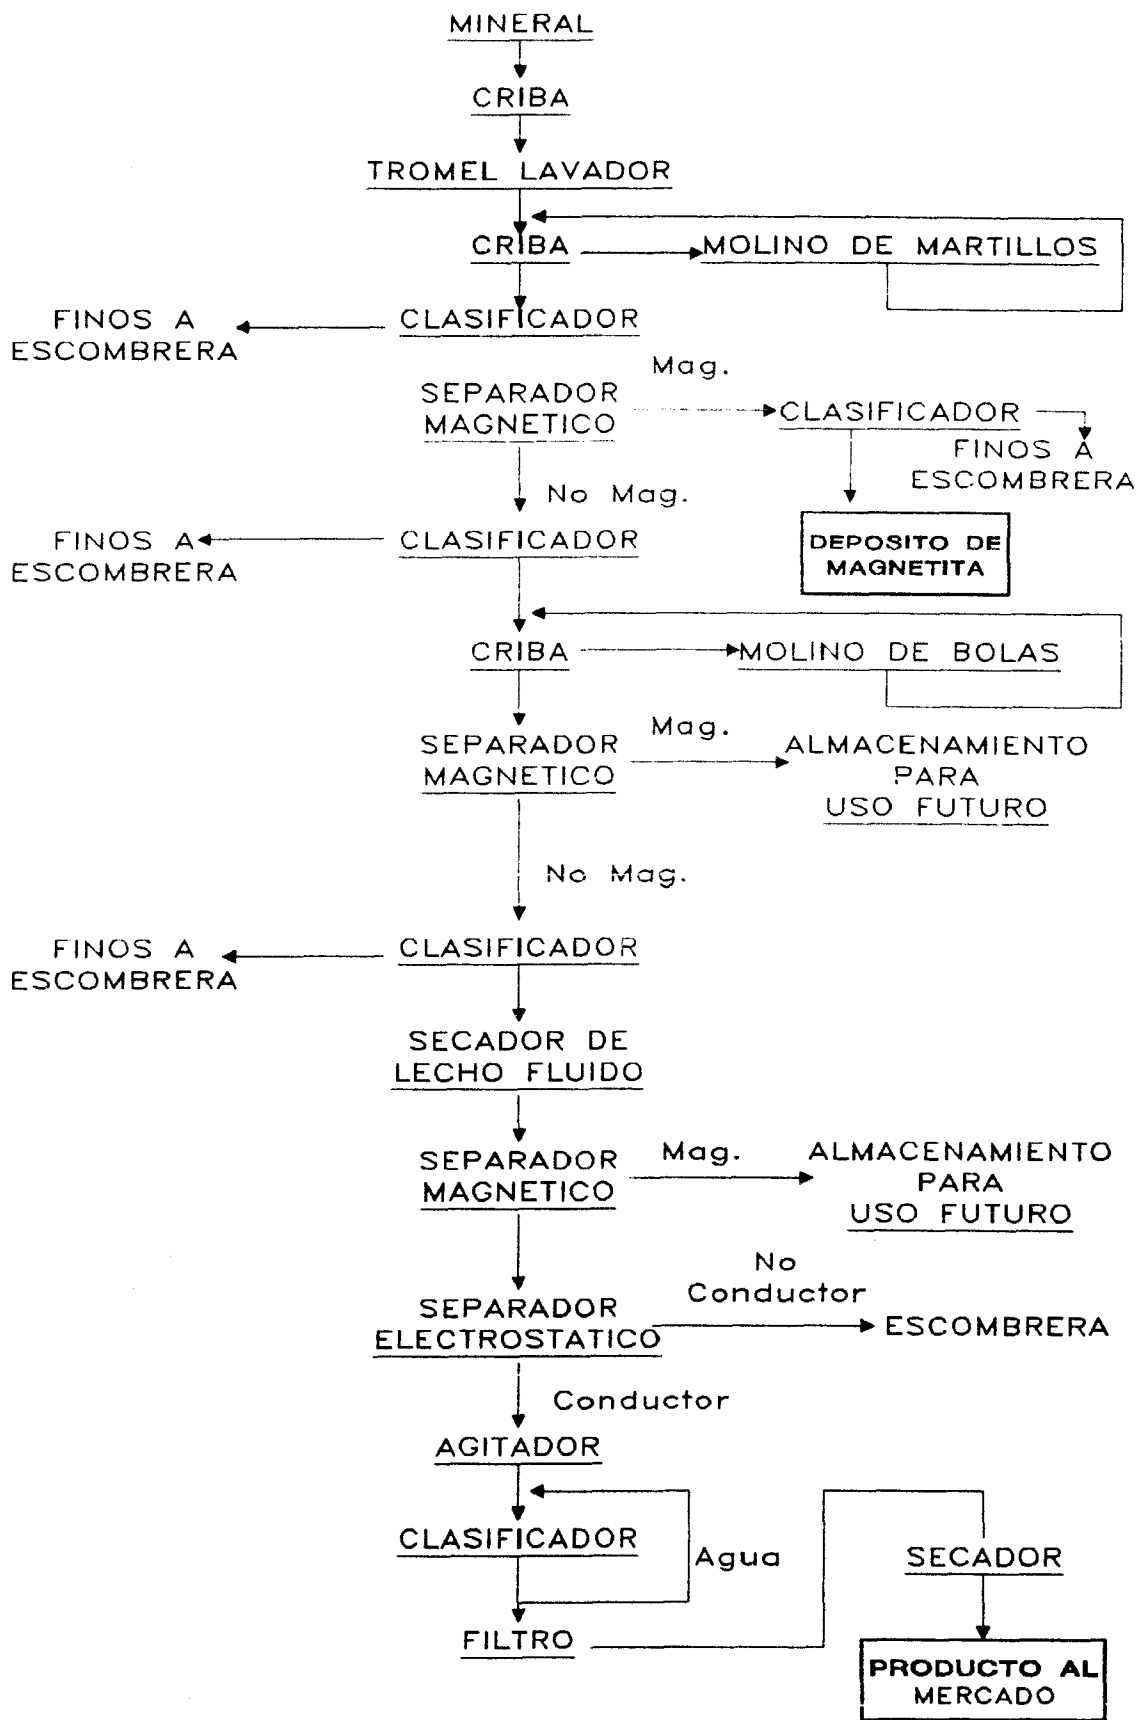 MINERAL
CRIBA
TROMEL LAVADOR
CRIBA
MOLINO DE MARTILLOS
FINOS A
ESCOMBRERA
CLASIFICADOR
Mag.
SEPARADOR
MAGNETICO
CLASIFICADOR
FINOS A
ESCOMBRERA
No Mag.
DEPOSITO DE
MAGNETITA
FINOS A
ESCOMBRERA
CLASIFICADOR
CRIBA
MOLINO DE BOLAS
SEPARADOR
MAGNETICO
Mag.
ALMACENAMIENTO
PARA
USO FUTURO
No Mag.
FINOS A
ESCOMBRERA
CLASIFICADOR
SECADOR DE
LECHO FLUIDO
SEPARADOR
MAGNETICO
Mag.
ALMACENAMIENTO
PARA
USO FUTURO
No
Conductor
SEPARADOR
ELECTROSTATICO
ESCOMBRERA
Conductor
AGITADOR
CLASIFICADOR
Agua
FILTRO
SECADOR
PRODUCTO AL
MERCADO